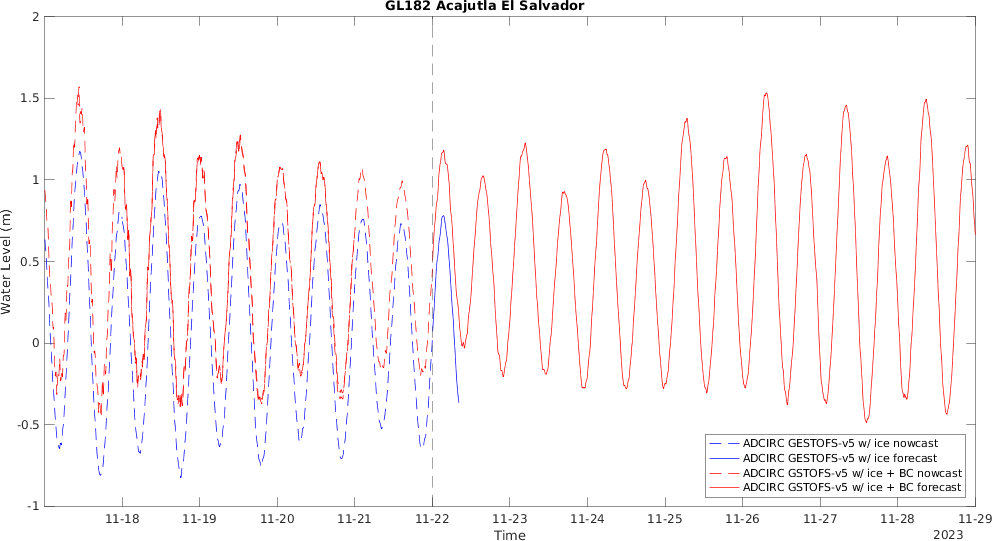 GL182 Acajutla El Salvador
2
1.5
1
0.5
0
-0.5
-1
Water Level (m)
ADCIRC GESTOFS-v5 w/ ice nowcast
ADCIRC GESTOFS-v5 w/ ice forecast
ADCIRC GSTOFS-v5 w/ ice + BC nowcast
ADCIRC GSTOFS-v5 w/ ice + BC forecast
11-18 11-19 11-20 11-21 11-22 11-23 11-24 11-25 11-26 11-27 11-28 11-29
Time
2023